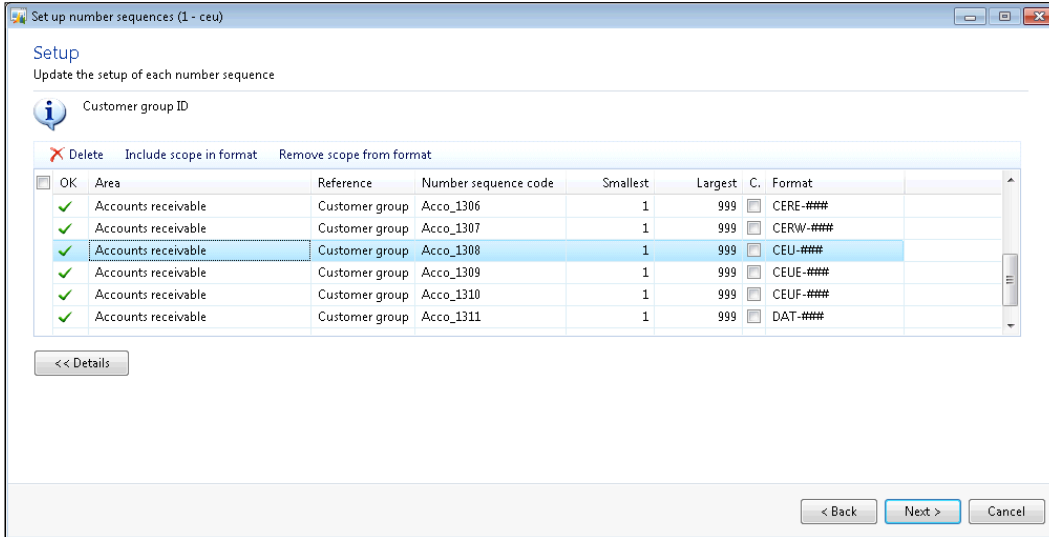 Set up number sequences (1 - ceu)
Setup
Update the setup of each number sequence
Customer group ID
Delete Include scope in format Remove scope from format
OK Area Reference Number sequence code Smallest Largest C. Format
Accounts receivable Customer group Acco_1306 1 999 CERE-###
Accounts receivable Customer group Acco_1307 1 999 CERW-###
Accounts receivable Customer group Acco_1308 1 999 CEU-###
Accounts receivable Customer group Acco_1309 1 999 CEUE-###
Accounts receivable Customer group Acco_1310 1 999 CEUF-###
Accounts receivable Customer group Acco_1311 1 999 DAT-###
<< Details
< Back Next > Cancel